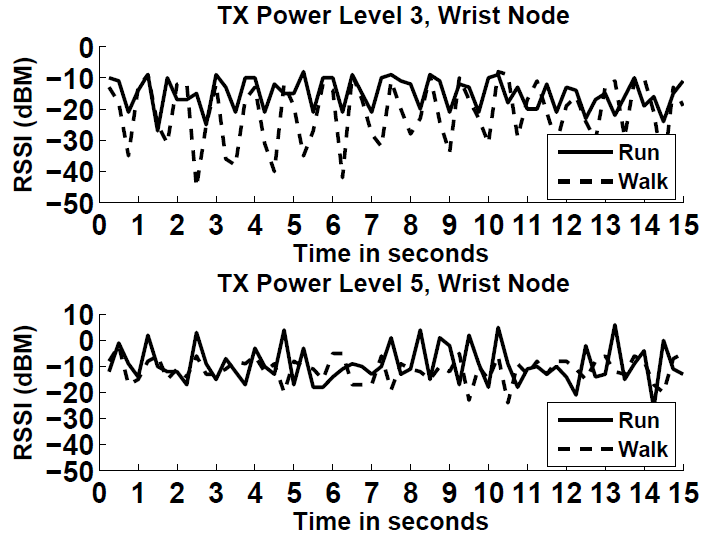 TX Power Level 3, Wrist Node
RSSI (dBM)
0
−10
−20
−30
−40
−50
Run
Walk
0 1 2 3 4 5 6 7 8 9 10 11 12 13 14 15
Time in seconds
TX Power Level 5, Wrist Node
RSSI (dBM)
10
0
−10
−20
−30
−40
−50
Run
Walk
0 1 2 3 4 5 6 7 8 9 10 11 12 13 14 15
Time in seconds